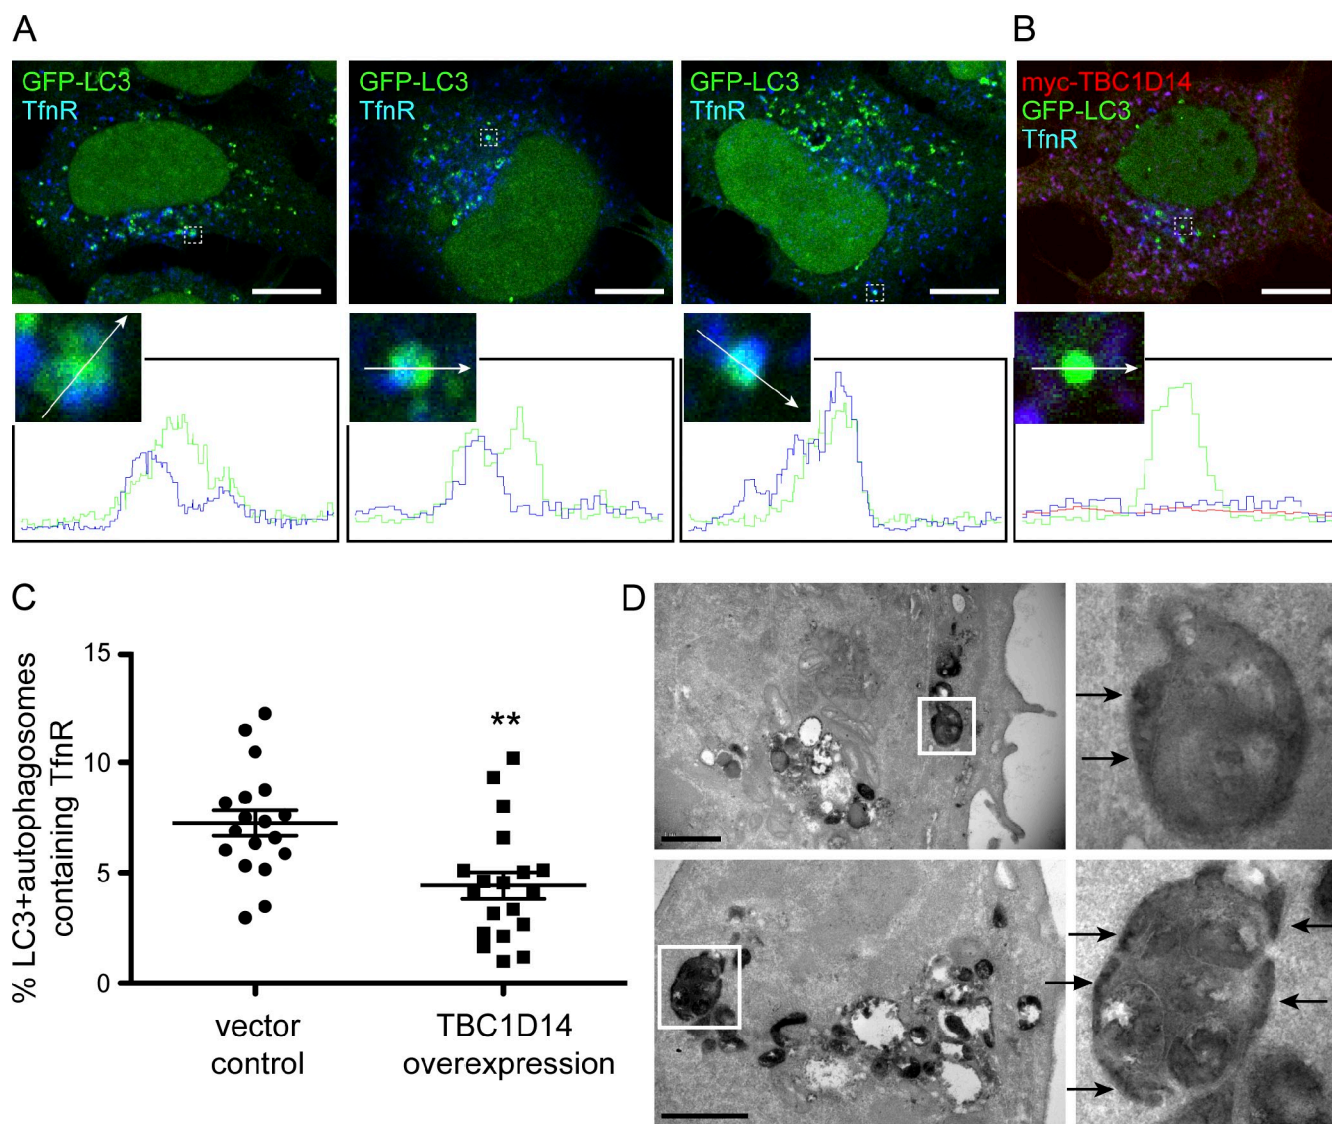 A
B
GFP-LC3
TfnR
GFP-LC3
TfnR
GFP-LC3
TfnR
myc-TBC1D14
GFP-LC3
TfnR
C
D
% LC3+autophagosomes
containing TfnR
15
10
5
0
**
vector
control
TBC1D14
overexpression